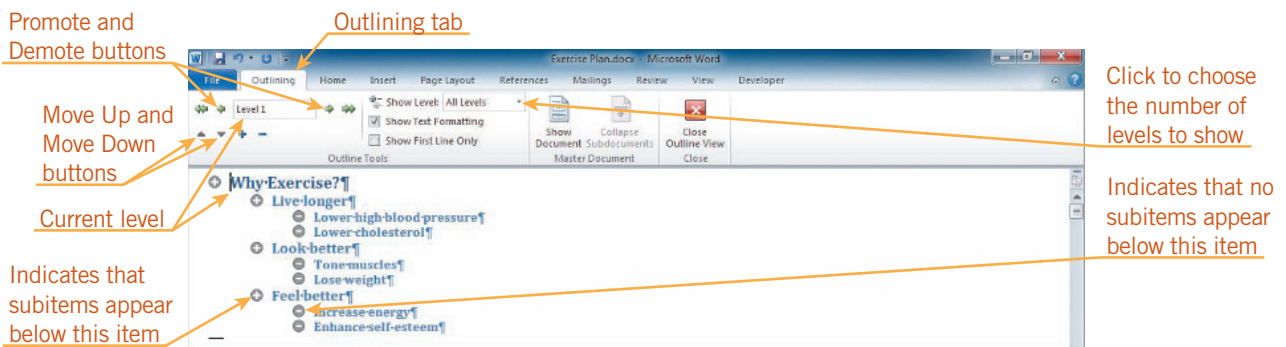 Promote and
Demote buttons
Outlining tab
Move Up and
Move Down
buttons
Current level
Indicates that
subitems appear
below this item
Click to choose
the number of
levels to show
Indicates that no
subitems appear
below this item
W
Exercise Plan.docx - Microsoft Word
File Outlining Home Insert Page Layout References Mailings Review View Developer
Level 1
Show Level: All Levels
Show Text Formatting
Show First Line Only
Outline Tools
Show
Document
Collapse
Subdocuments
Master Document
Close
Outline View
Close
Why·Exercise?¶
Live·longer¶
Lower·high·blood·pressure¶
Lower·cholesterol¶
Look·better¶
Tone·muscles¶
Lose·weight¶
Feel·better¶
Increase·energy¶
Enhance·self-esteem¶